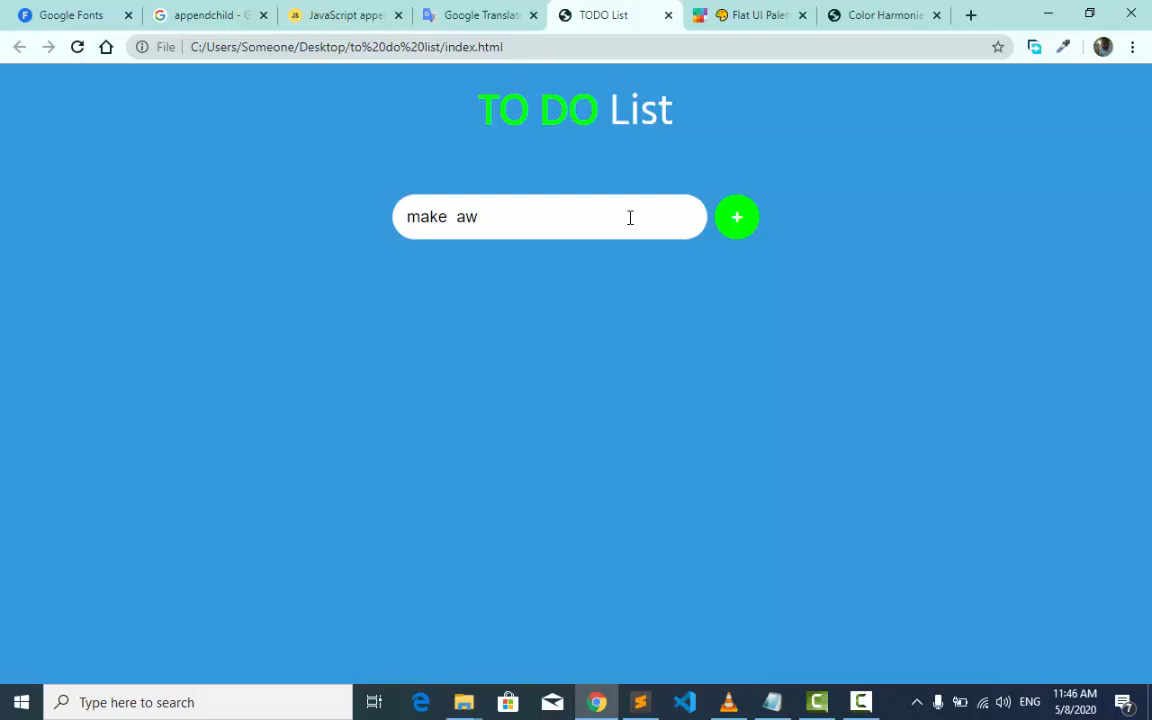 Google Fonts
appendchild - G
JavaScript appe
Google Translate
TODO List
Flat UI Palet
Color Harmonie
File
C:/Users/Someone/Desktop/to%20do%20list/index.html
TO DO List
make  aw
+
Type here to search
ENG
11:46 AM
5/8/2020
7